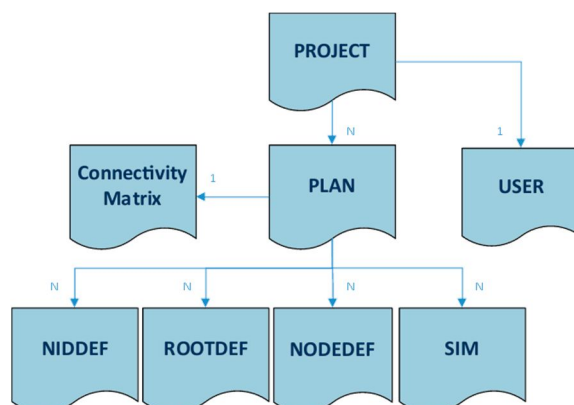 PROJECT
N
1
Connectivity
Matrix
1
PLAN
USER
N
N
N
N
NIDDEF
ROOTDEF
NODEDEF
SIM